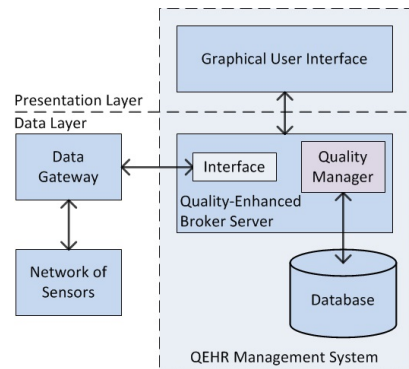 Graphical User Interface
Presentation Layer
Data Layer
Data
Gateway
Interface
Quality
Manager
Quality-Enhanced
Broker Server
Network of
Sensors
Database
QEHR Management System